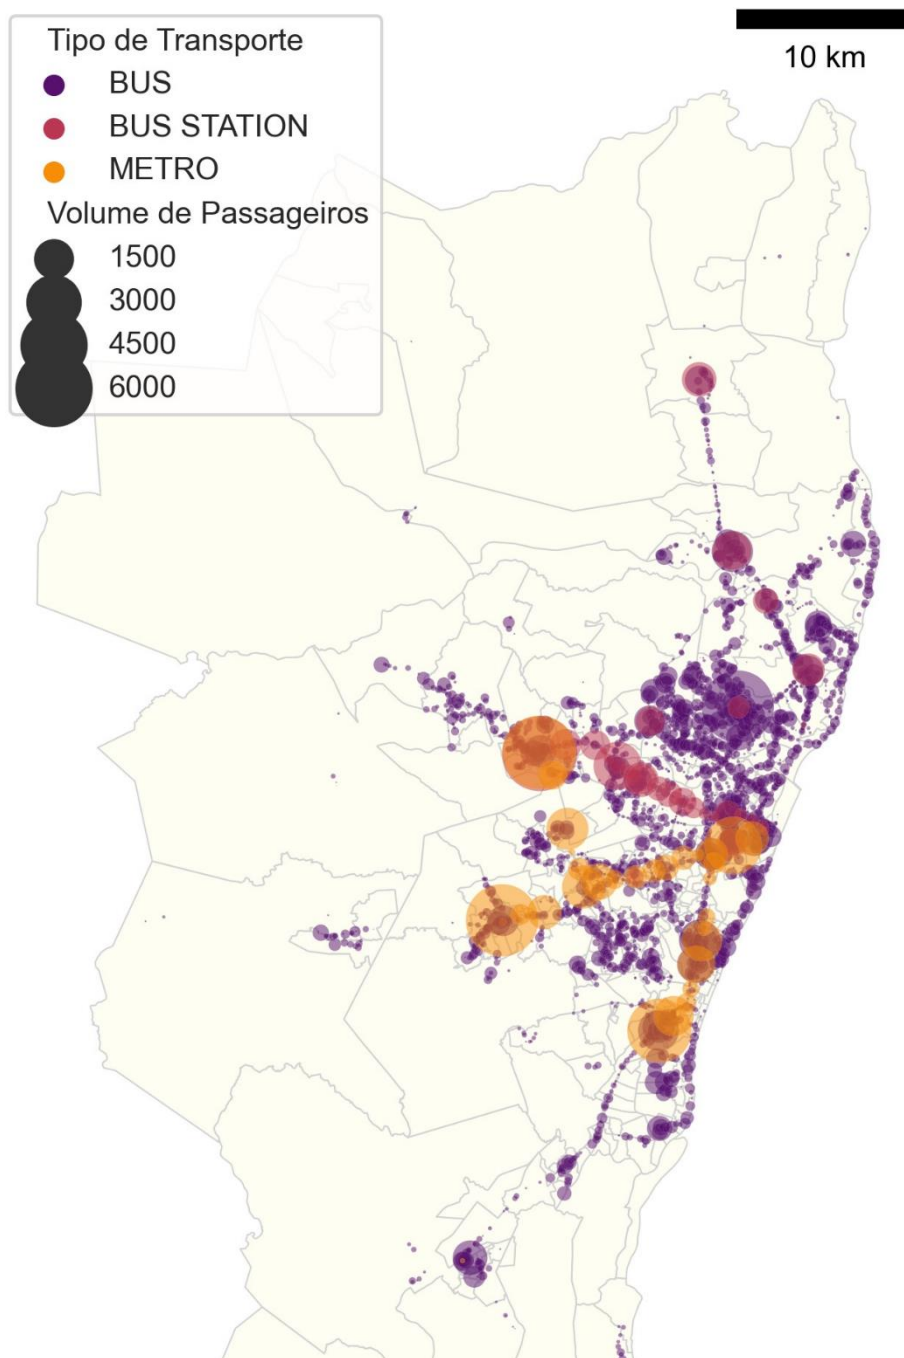 Tipo de Transporte
BUS
BUS STATION
METRO
Volume de Passageiros
1500
3000
4500
6000
10 km